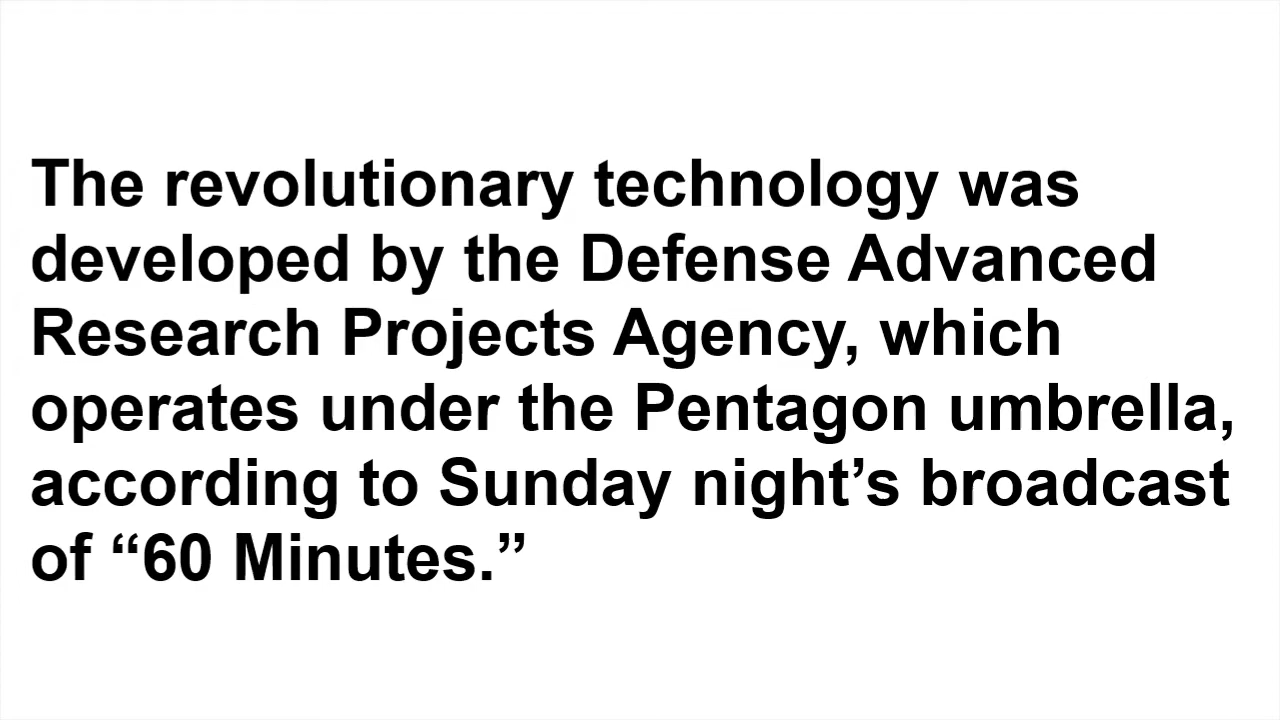 The revolutionary technology was
developed by the Defense Advanced
Research Projects Agency, which
operates under the Pentagon umbrella,
according to Sunday night’s broadcast
of “60 Minutes.”